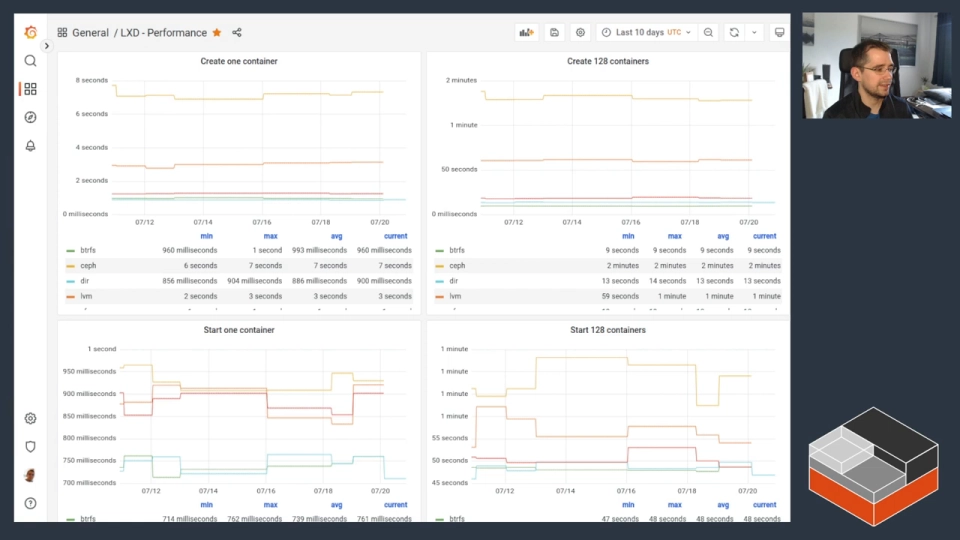 General / LXD - Performance
Last 10 days UTC
Create one container
8 seconds
6 seconds
4 seconds
2 seconds
0 milliseconds
07/12 07/14 07/16 07/18 07/20
min max avg current
btrfs 960 milliseconds 1 second 993 milliseconds 960 milliseconds
ceph 6 seconds 7 seconds 7 seconds 7 seconds
dir 856 milliseconds 904 milliseconds 886 milliseconds 900 milliseconds
lvm 2 seconds 3 seconds 3 seconds 3 seconds
Create 128 containers
2 minutes
1 minute
50 seconds
0 milliseconds
07/12 07/14 07/16 07/18 07/20
min max avg current
btrfs 9 seconds 9 seconds 9 seconds 9 seconds
ceph 2 minutes 2 minutes 2 minutes 2 minutes
dir 13 seconds 14 seconds 13 seconds 13 seconds
lvm 59 seconds 1 minute 1 minute 1 minute
Start one container
1 second
950 milliseconds
900 milliseconds
850 milliseconds
800 milliseconds
750 milliseconds
700 milliseconds
07/12 07/14 07/16 07/18 07/20
min max avg current
btrfs 714 milliseconds 762 milliseconds 739 milliseconds 761 milliseconds
Start 128 containers
1 minute
1 minute
1 minute
1 minute
55 seconds
50 seconds
45 seconds
07/12 07/14 07/16 07/18 07/20
min max avg current
btrfs 47 seconds 48 seconds 48 seconds 48 seconds